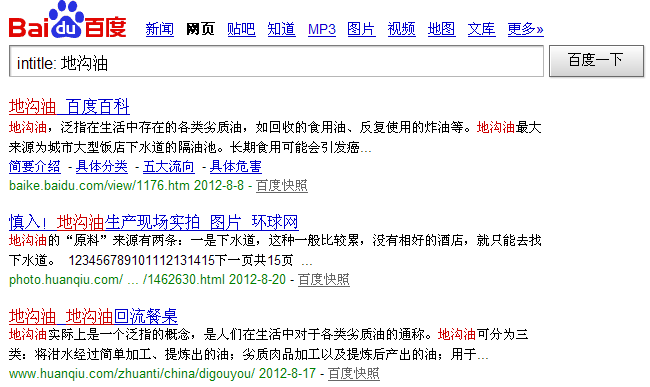 Bai du 百度 新闻 网页 贴吧 知道 MP3 图片 视频 地图 文库 更多»
intitle: 地沟油 百度一下
地沟油_百度百科
地沟油，泛指在生活中存在的各类劣质油，如回收的食用油、反复使用的炸油等。地沟油最大
来源为城市大型饭店下水道的隔油池。长期食用可能会引发癌...
简要介绍 - 具体分类 - 五大流向 - 具体危害
baike.baidu.com/view/1176.htm 2012-8-8 - 百度快照
慎入！地沟油生产现场实拍_图片_环球网
地沟油的“原料”来源有两条：一是下水道，这种一般比较累，没有相好的酒店，就只能去找
下水道。 123456789101112131415下一页共15页 ...
photo.huanqiu.com/ ... /1462630.html 2012-8-20 - 百度快照
地沟油_地沟油回流餐桌
地沟油实际上是一个泛指的概念，是人们在生活中对于各类劣质油的通称。地沟油可分为三
类：将泔水经过简单加工、提炼出的油；劣质肉品加工以及提炼后产出的油；用于...
www.huanqiu.com/zhuanti/china/digouyou/ 2012-8-17 - 百度快照